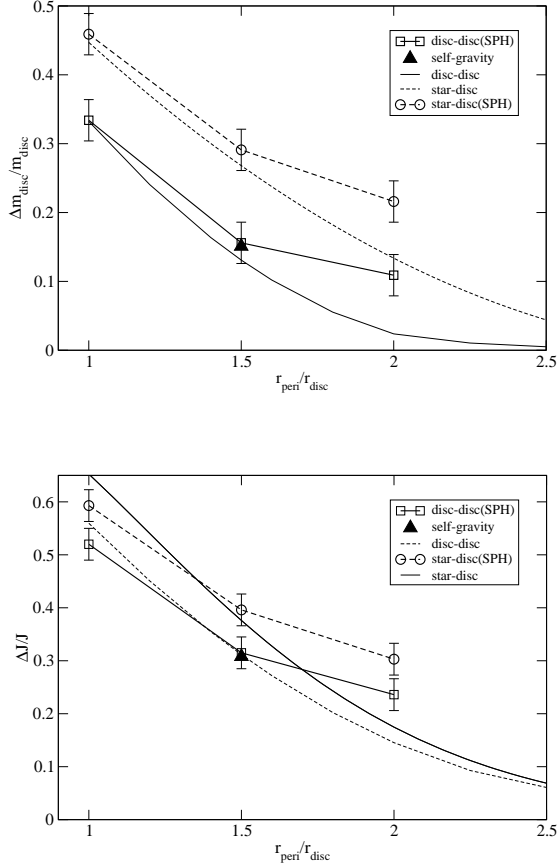 0.5
0.4
0.3
0.2
0.1
0
Δm_disc/m_disc
disc-disc(SPH)
self-gravity
disc-disc
star-disc
star-disc(SPH)
1 1.5 2 2.5
r_peri/r_disc
0.6
0.5
0.4
0.3
0.2
0.1
0
ΔJ/J
disc-disc(SPH)
self-gravity
disc-disc
star-disc(SPH)
star-disc
1 1.5 2 2.5
r_peri/r_disc